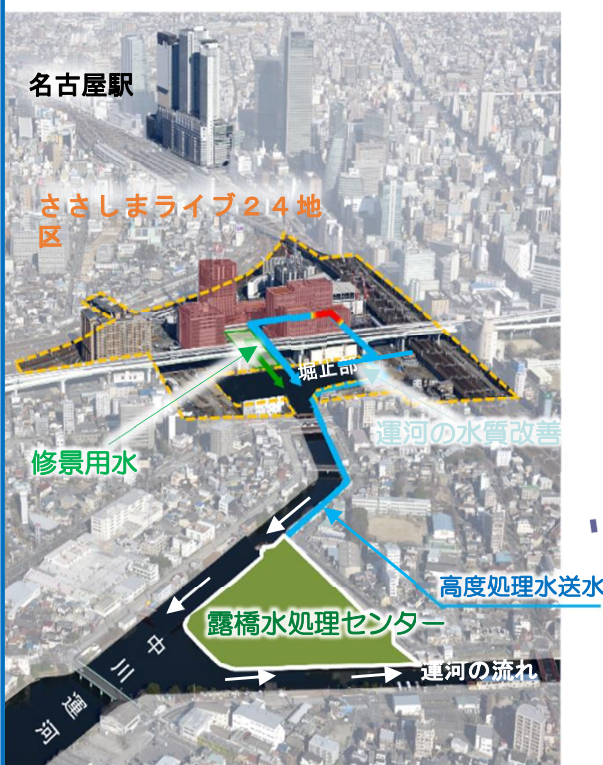 名古屋駅
ささしまライブ２４地
区
堀止部
運河の水質改善
修景用水
高度処理水送水
露橋水処理センター
運河の流れ
中川
運河